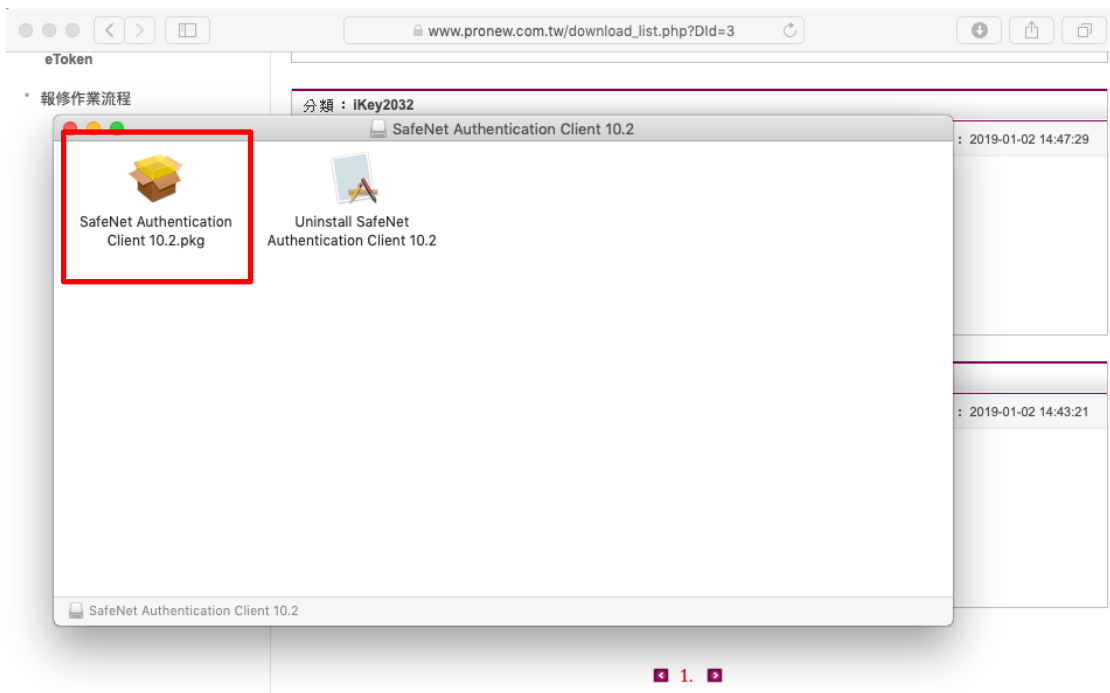 www.pronew.com.tw/download_list.php?DId=3
eToken
報修作業流程
分類：iKey2032
SafeNet Authentication Client 10.2
：2019-01-02 14:47:29
SafeNet Authentication
Client 10.2.pkg
Uninstall SafeNet
Authentication Client 10.2
：2019-01-02 14:43:21
SafeNet Authentication Client 10.2
1.